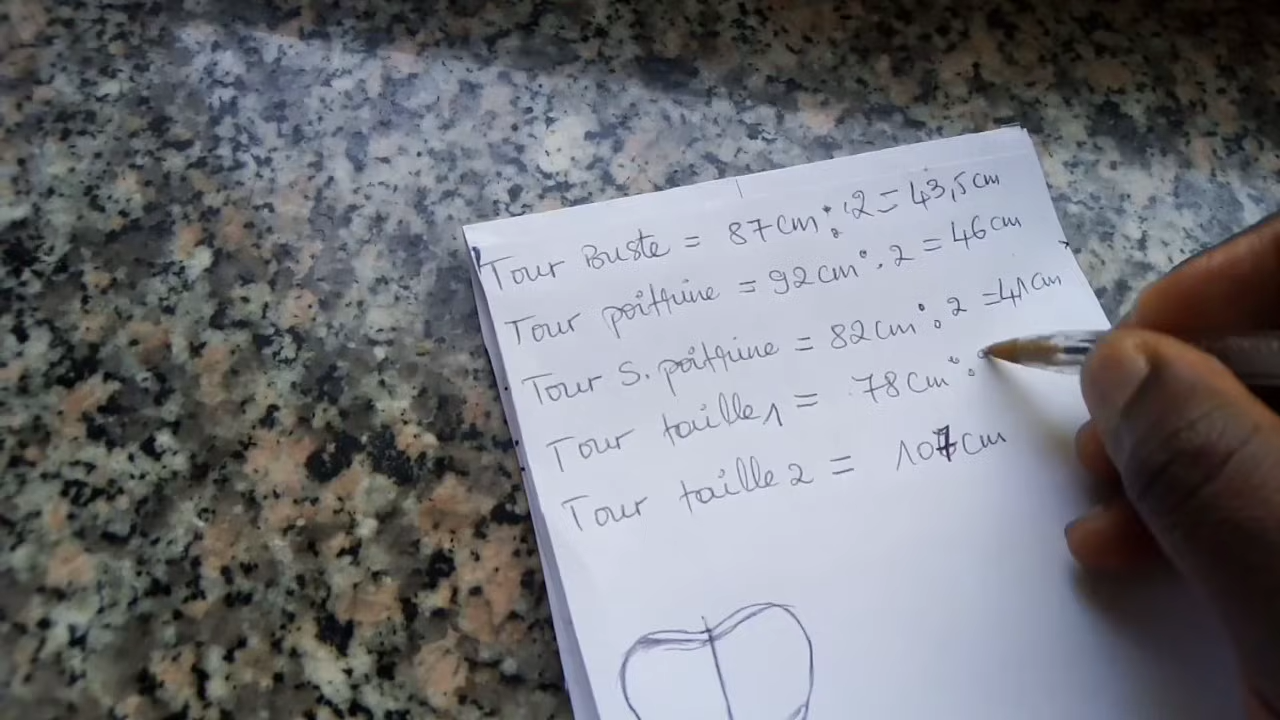 Tour Buste = 87cm : 2 = 43,5cm
Tour poitrine = 92cm : 2 = 46cm
Tour S. poitrine = 82cm : 2 = 41cm
Tour taille 1 = 78cm :
Tour taille 2 = 107cm